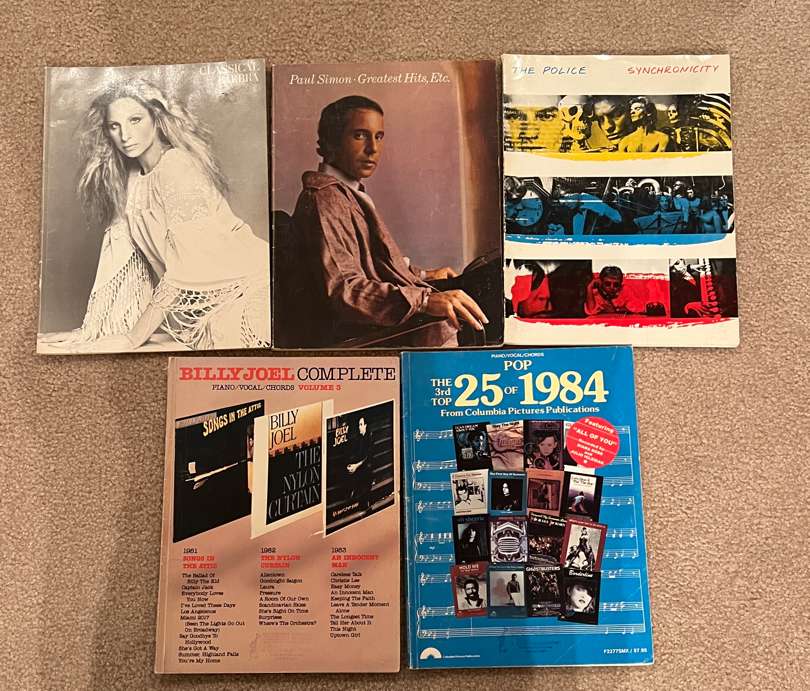 CLASSICAL
BARBRA
Paul Simon · Greatest Hits, Etc.
THE POLICE
SYNCHRONICITY
BILLY JOEL COMPLETE
PIANO/VOCAL/CHORDS VOLUME 3
SONGS IN THE ATTIC
BILLY
JOEL
THE
NYLON
CURTAIN
BILLY
JOEL
1981
SONGS IN
THE ATTIC
The Ballad Of
Billy The Kid
Captain Jack
Everybody Loves
You Now
I've Loved These Days
Los Angelenos
Miami 2017
(Seen The Lights Go Out
On Broadway)
Say Goodbye To
Hollywood
She's Got A Way
Summer, Highland Falls
You're My Home
1982
THE NYLON
CURTAIN
Allentown
Goodnight Saigon
Laura
Pressure
A Room Of Our Own
Scandinavian Skies
She's Right On Time
Surprises
Where's The Orchestra?
1983
AN INNOCENT
MAN
Careless Talk
Christie Lee
Easy Money
An Innocent Man
Keeping The Faith
Leave A Tender Moment
Alone
The Longest Time
Tell Her About It
This Night
Uptown Girl
PIANO/VOCAL/CHORDS
POP
THE 3rd TOP 25 OF 1984
From Columbia Pictures Publications
Featuring
"ALL OF YOU"
GHOSTBUSTERS
Borderline
F2277SMX / $7.95